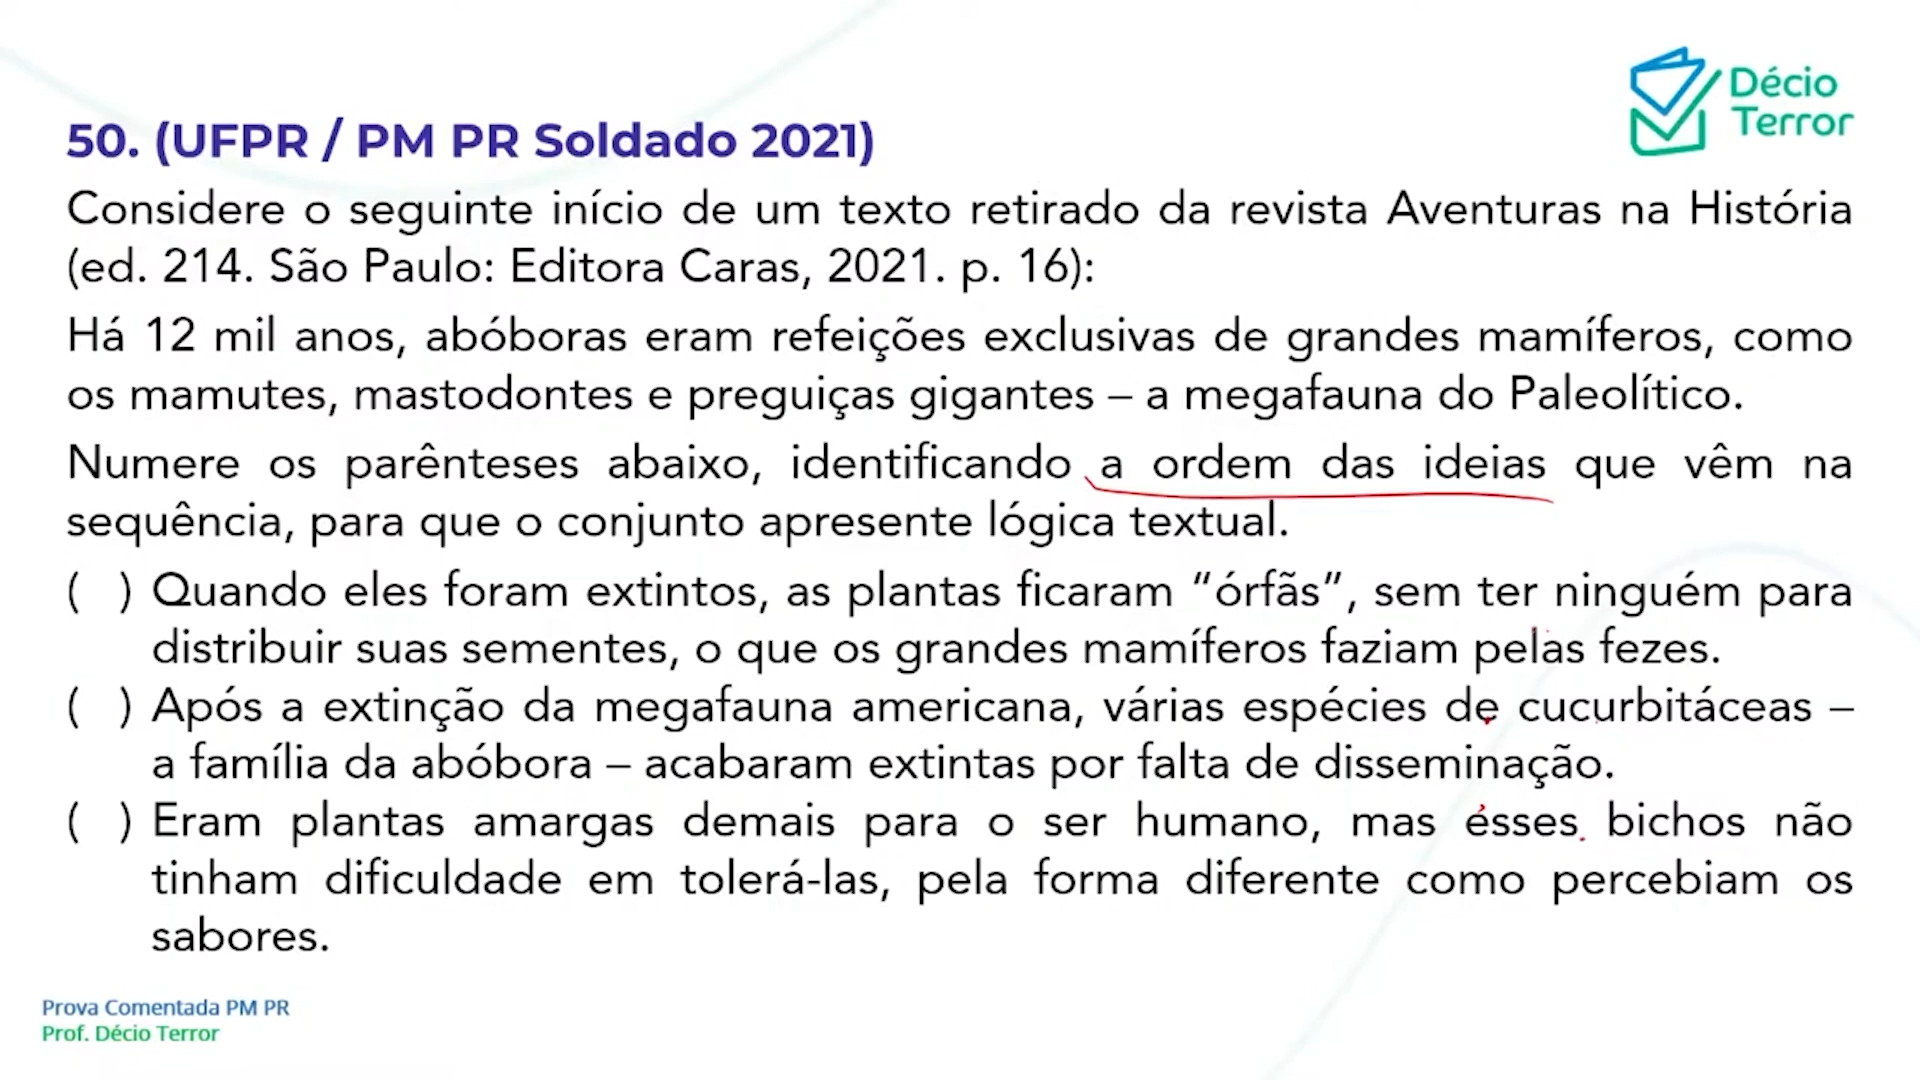 Décio
Terror
50. (UFPR / PM PR Soldado 2021)
Considere o seguinte início de um texto retirado da revista Aventuras na História
(ed. 214. São Paulo: Editora Caras, 2021. p. 16):
Há 12 mil anos, abóboras eram refeições exclusivas de grandes mamíferos, como
os mamutes, mastodontes e preguiças gigantes – a megafauna do Paleolítico.
Numere os parênteses abaixo, identificando a ordem das ideias que vêm na
sequência, para que o conjunto apresente lógica textual.
( ) Quando eles foram extintos, as plantas ficaram “órfãs”, sem ter ninguém para
distribuir suas sementes, o que os grandes mamíferos faziam pelas fezes.
( ) Após a extinção da megafauna americana, várias espécies de cucurbitáceas –
a família da abóbora – acabaram extintas por falta de disseminação.
( ) Eram plantas amargas demais para o ser humano, mas esses bichos não
tinham dificuldade em tolerá-las, pela forma diferente como percebiam os
sabores.
Prova Comentada PM PR
Prof. Décio Terror